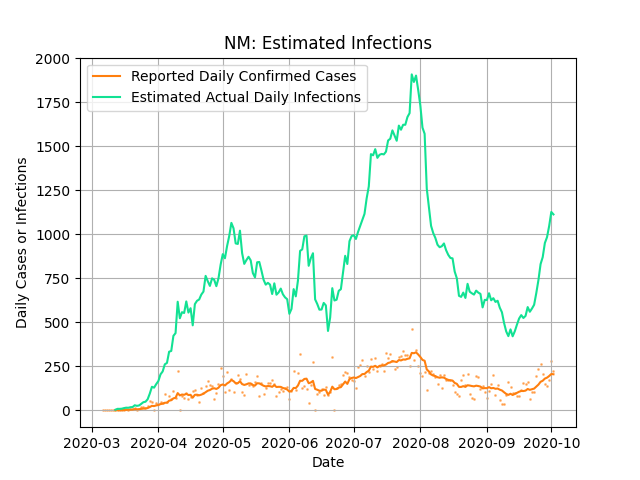 NM: Estimated Infections
Reported Daily Confirmed Cases
Estimated Actual Daily Infections
2000
1750
1500
1250
1000
750
500
250
0
Daily Cases or Infections
2020-03 2020-04 2020-05 2020-06 2020-07 2020-08 2020-09 2020-10
Date